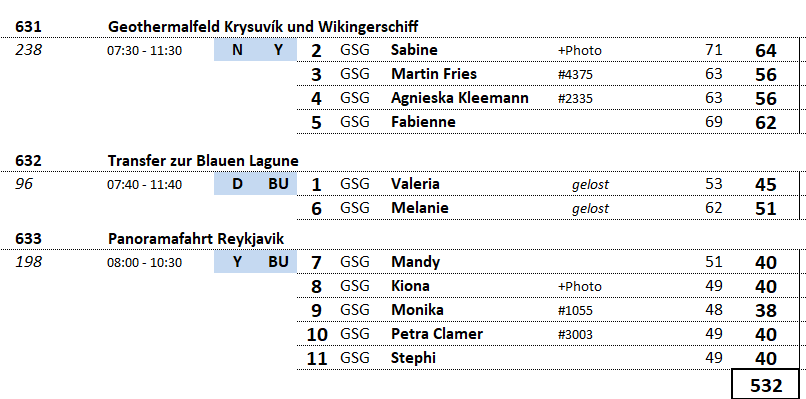 631 Geothermalfeld Krysuvík und Wikingerschiff
238 07:30 - 11:30 N Y 2 GSG Sabine +Photo 71 64
3 GSG Martin Fries #4375 63 56
4 GSG Agnieska Kleemann #2335 63 56
5 GSG Fabienne 69 62
632 Transfer zur Blauen Lagune
96 07:40 - 11:40 D BU 1 GSG Valeria gelost 53 45
6 GSG Melanie gelost 62 51
633 Panoramafahrt Reykjavik
198 08:00 - 10:30 Y BU 7 GSG Mandy 51 40
8 GSG Kiona +Photo 49 40
9 GSG Monika #1055 48 38
10 GSG Petra Clamer #3003 49 40
11 GSG Stephi 49 40
532